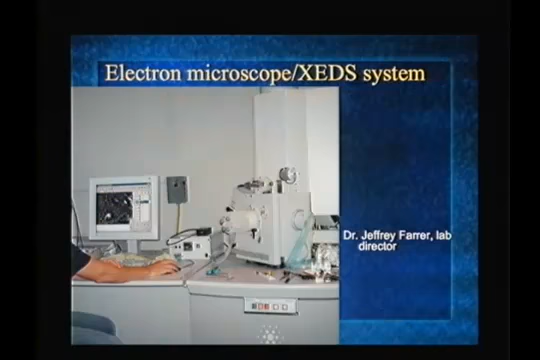 Electron microscope/XEDS system
Dr. Jeffrey Farrer, lab
director